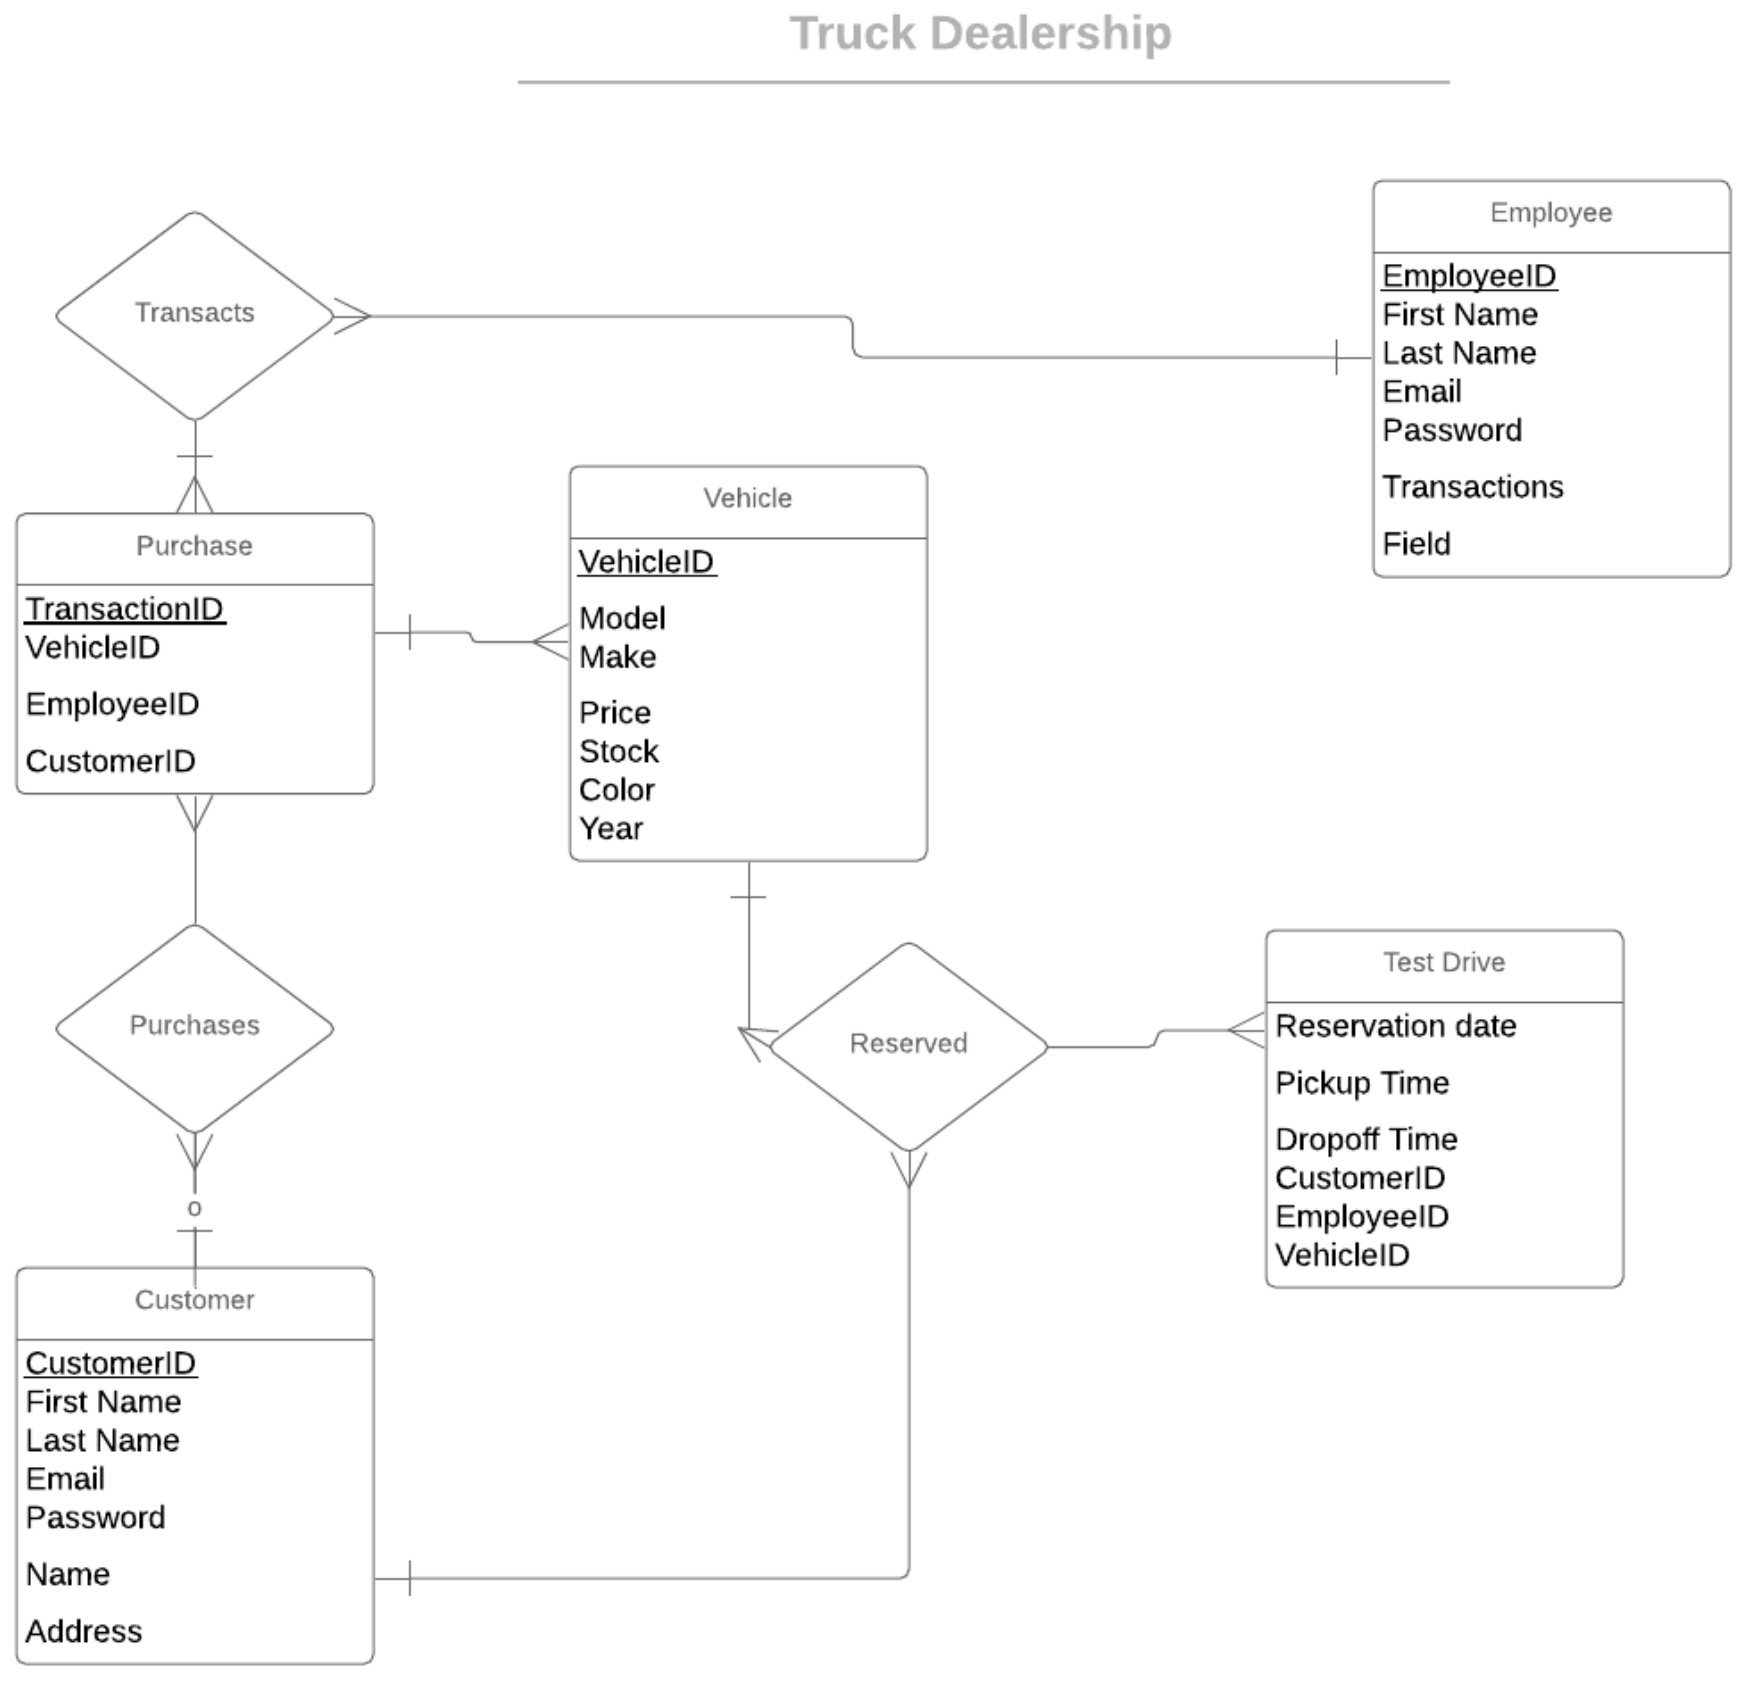 Truck Dealership
Employee
EmployeeID
First Name
Last Name
Email
Password
Transactions
Field
Transacts
Purchase
TransactionID
VehicleID
EmployeeID
CustomerID
Vehicle
VehicleID
Model
Make
Price
Stock
Color
Year
Purchases
o
Reserved
Test Drive
Reservation date
Pickup Time
Dropoff Time
CustomerID
EmployeeID
VehicleID
Customer
CustomerID
First Name
Last Name
Email
Password
Name
Address